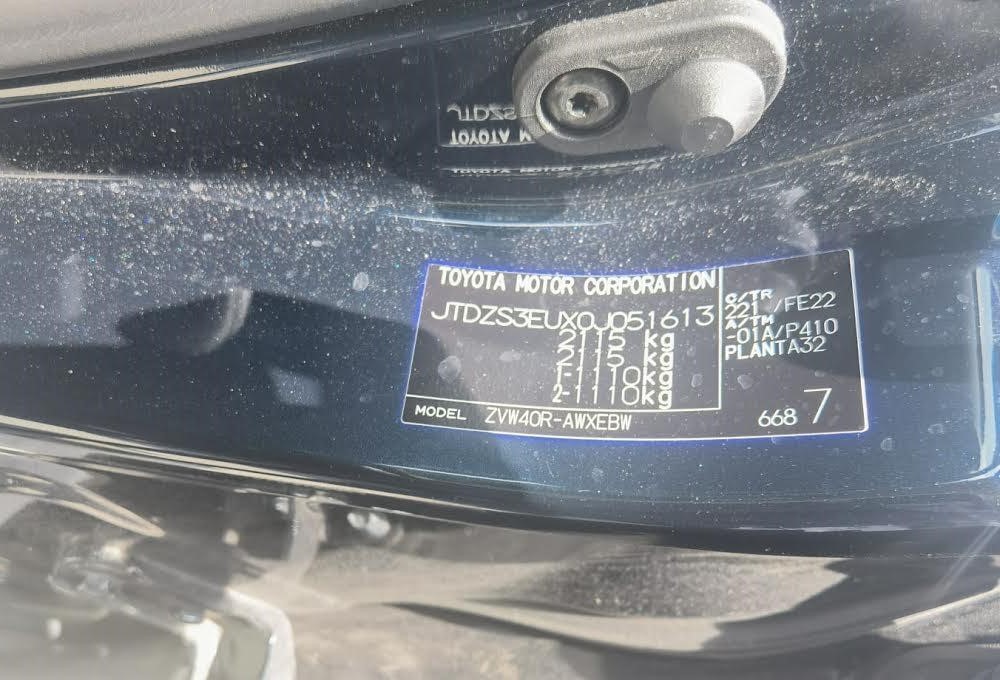 TOYOTA MOTOR CORPORATION
JTDZS3EUX0J051613
2115 kg
2115 kg
1-1110kg
2-1110kg
MODEL ZVW40R-AWXEBW
C/TR
221 /FE22
A/TM
-01A/P410
PLANTA32
668 7